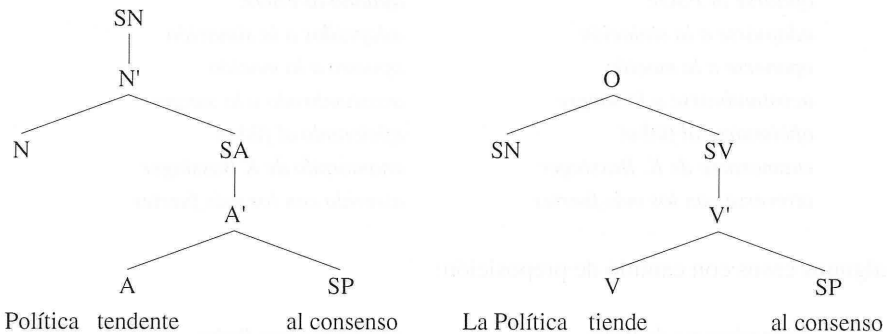 SN
N'
O
N
SA
SN
SV
A'
V'
A
SP
V
SP
Política tendente al consenso
La Política tiende al consenso